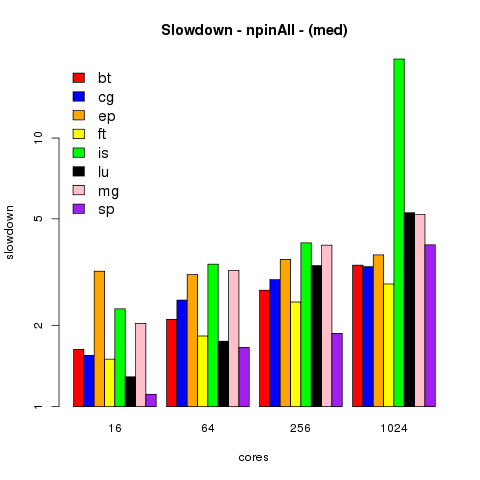 Slowdown - npinAll - (med)
bt
cg
ep
ft
is
lu
mg
sp
slowdown
10
5
2
1
16 64 256 1024
cores